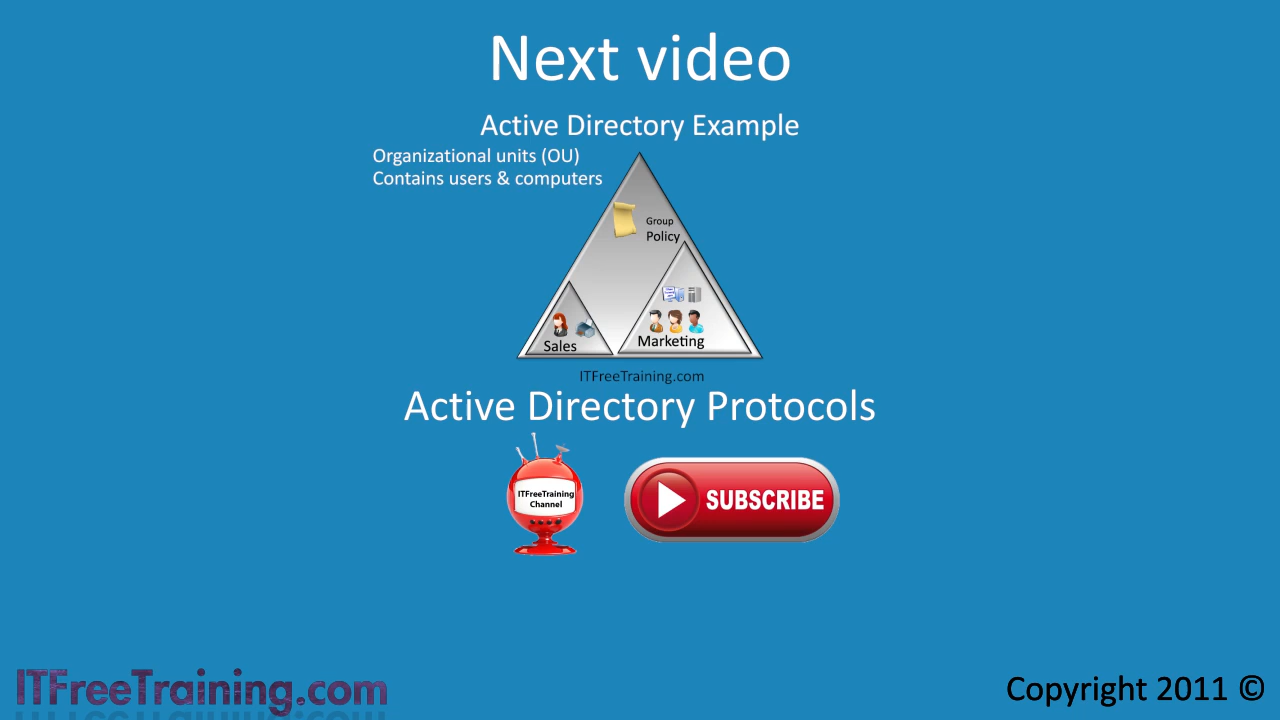 Next video
Active Directory Example
Organizational units (OU)
Contains users & computers
Group
Policy
Sales
Marketing
ITFreeTraining.com
Active Directory Protocols
ITFreeTraining
Channel
SUBSCRIBE
ITFreeTraining.com
Copyright 2011 ©